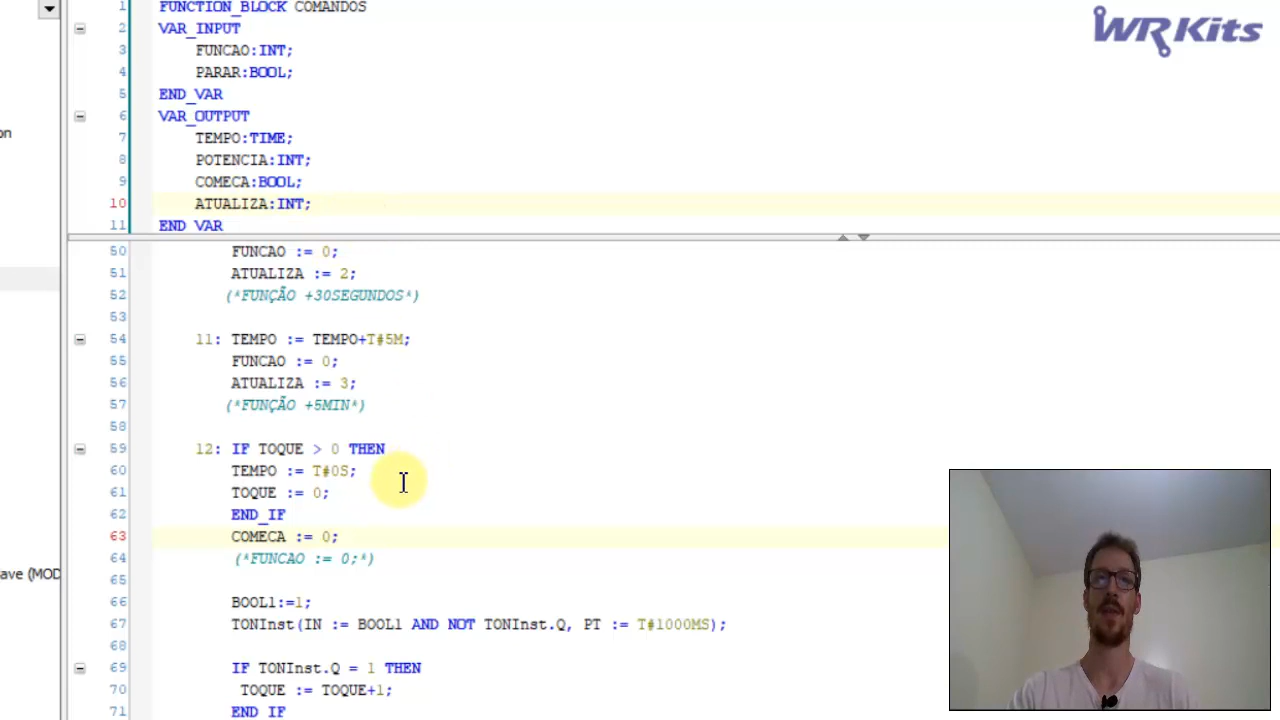 1 FUNCTION_BLOCK COMANDOS
WRKits
2 VAR_INPUT
3 FUNCAO:INT;
4 PARAR:BOOL;
5 END_VAR
6 VAR_OUTPUT
on
7 TEMPO:TIME;
8 POTENCIA:INT;
9 COMECA:BOOL;
10 ATUALIZA:INT;
11 END_VAR
50 FUNCAO := 0;
51 ATUALIZA := 2;
52 (*FUNÇÃO +30SEGUNDOS*)
53
54 11: TEMPO := TEMPO+T#5M;
55 FUNCAO := 0;
56 ATUALIZA := 3;
57 (*FUNÇÃO +5MIN*)
58
59 12: IF TOQUE > 0 THEN
60 TEMPO := T#0S;
61 TOQUE := 0;
62 END_IF
63 COMECA := 0;
64 (*FUNCAO := 0;*)
ave (MOD
65
66 BOOL1:=1;
67 TONInst(IN := BOOL1 AND NOT TONInst.Q, PT := T#1000MS);
68
69 IF TONInst.Q = 1 THEN
70 TOQUE := TOQUE+1;
71 END_IF